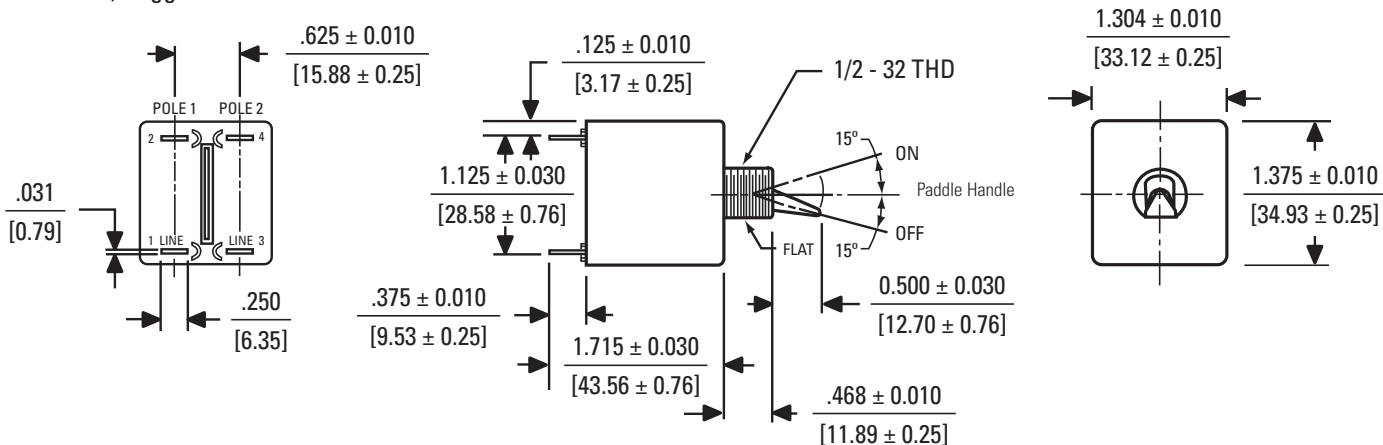 .625 ± 0.010
[15.88 ± 0.25]
POLE 1 POLE 2
2 4
.031
[0.79]
1 LINE LINE 3
.250
[6.35]
.125 ± 0.010
[3.17 ± 0.25]
1/2 - 32 THD
1.125 ± 0.030
[28.58 ± 0.76]
15º
ON
Paddle Handle
OFF
15º
FLAT
.375 ± 0.010
[9.53 ± 0.25]
1.715 ± 0.030
[43.56 ± 0.76]
0.500 ± 0.030
[12.70 ± 0.76]
.468 ± 0.010
[11.89 ± 0.25]
1.304 ± 0.010
[33.12 ± 0.25]
1.375 ± 0.010
[34.93 ± 0.25]